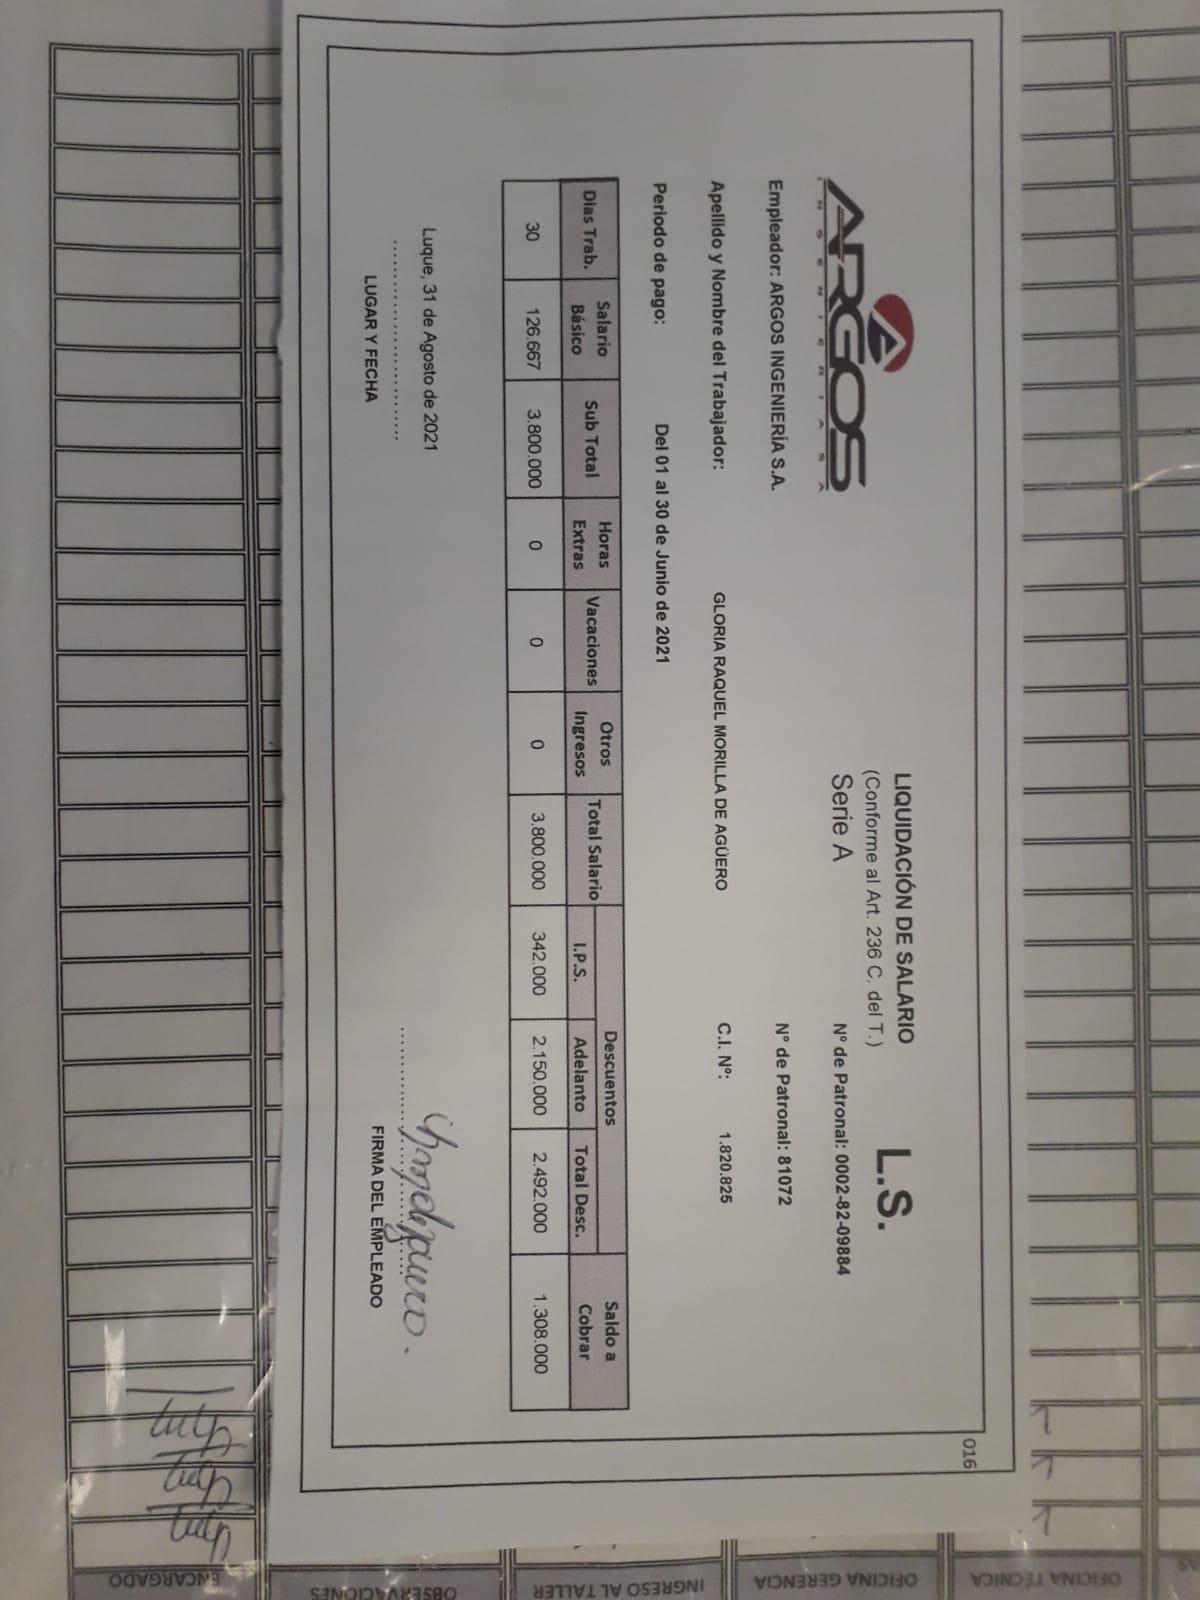 016
ARGOS
INGENIERIA SA
LIQUIDACIÓN DE SALARIO
L.S.
(Conforme al Art. 236 C. del T.)
Serie A
Nº de Patronal: 0002-82-09884
Empleador: ARGOS INGENIERÍA S.A.
Nº de Patronal: 81072
Apellido y Nombre del Trabajador: GLORIA RAQUEL MORILLA DE AGÜERO C.I. Nº: 1.820.825
Periodo de pago: Del 01 al 30 de Junio de 2021
Dias Trab. Salario Básico Sub Total Horas Extras Vacaciones Otros Ingresos Total Salario Descuentos I.P.S. Adelanto Total Desc. Saldo a Cobrar
30 126.667 3.800.000 0 0 0 3.800.000 342.000 2.150.000 2.492.000 1.308.000
Luque, 31 de Agosto de 2021
LUGAR Y FECHA
FIRMA DEL EMPLEADO
ENCARGADO
OBSERVACIONES
INGRESO AL TALLER
OFICINA GERENCIA
OFICINA TÉCNICA